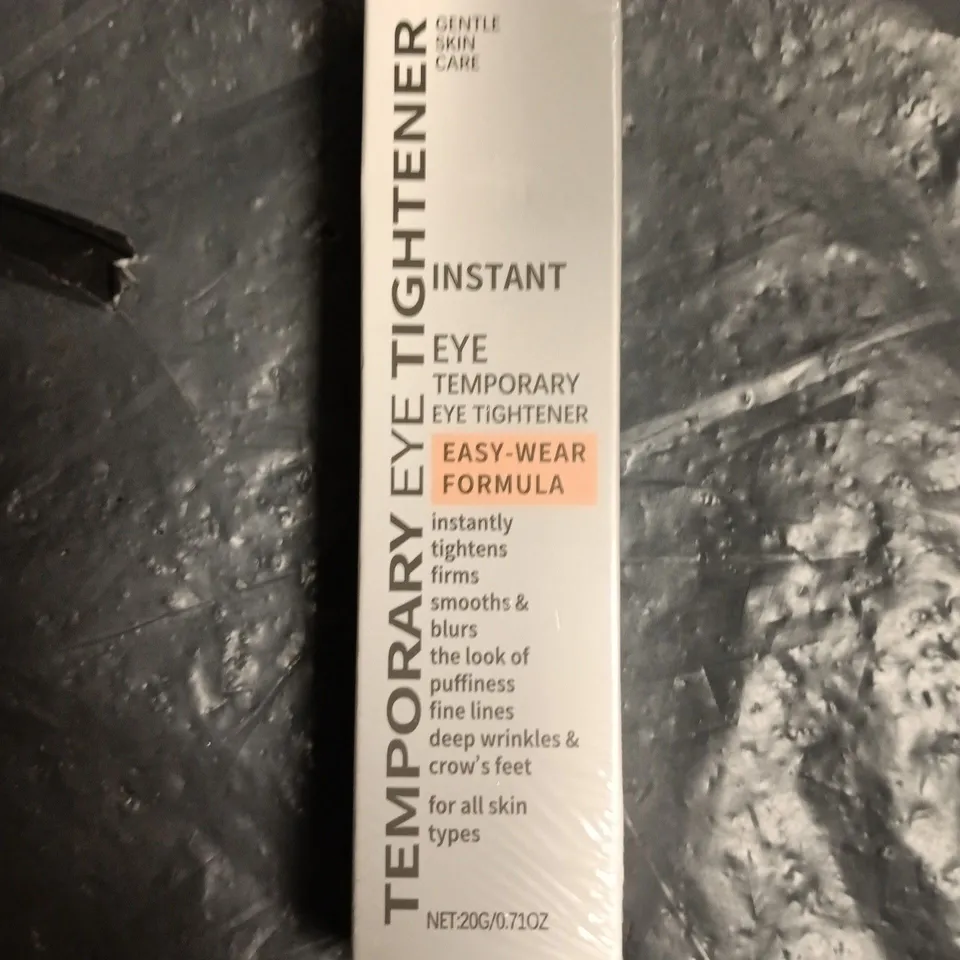 TEMPORARY EYE TIGHTENER
GENTLE
SKIN
CARE
INSTANT
EYE
TEMPORARY
EYE TiGHTENER
EASY-WEAR
FORMULA
instantly
tightens
firms
smooths &
blurs
the look of
puffiness
fine lines
deep wrinkles &
crow's feet
for all skin
types
NET:20G/0.71OZ